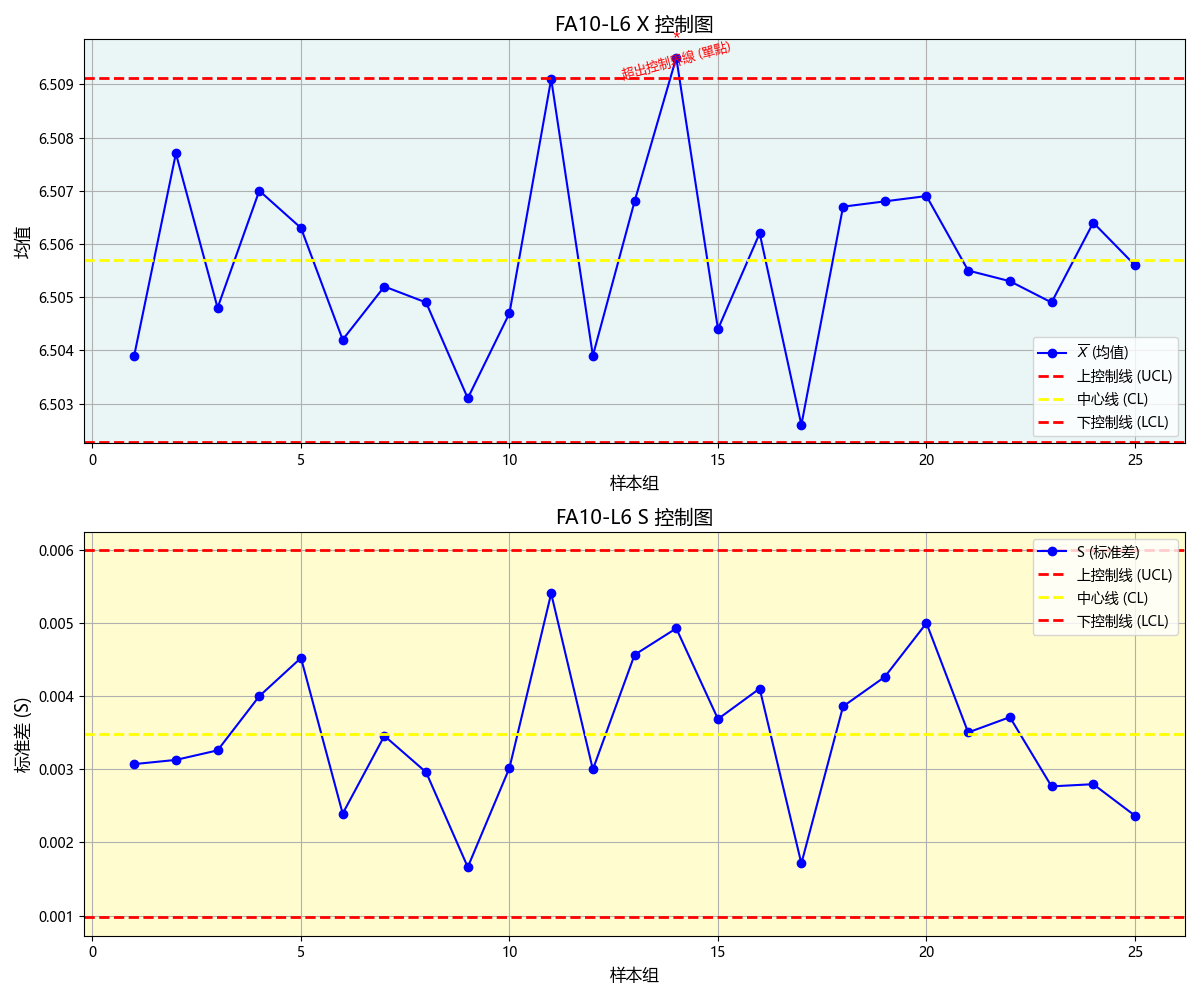 FA10-L6 X 控制图
*
超出控制界線 (單點)
均值
6.509
6.508
6.507
6.506
6.505
6.504
6.503
X (均值)
上控制线 (UCL)
中心线 (CL)
下控制线 (LCL)
0 5 10 15 20 25
样本组
FA10-L6 S 控制图
标准差 (S)
0.006
0.005
0.004
0.003
0.002
0.001
S (标准差)
上控制线 (UCL)
中心线 (CL)
下控制线 (LCL)
0 5 10 15 20 25
样本组